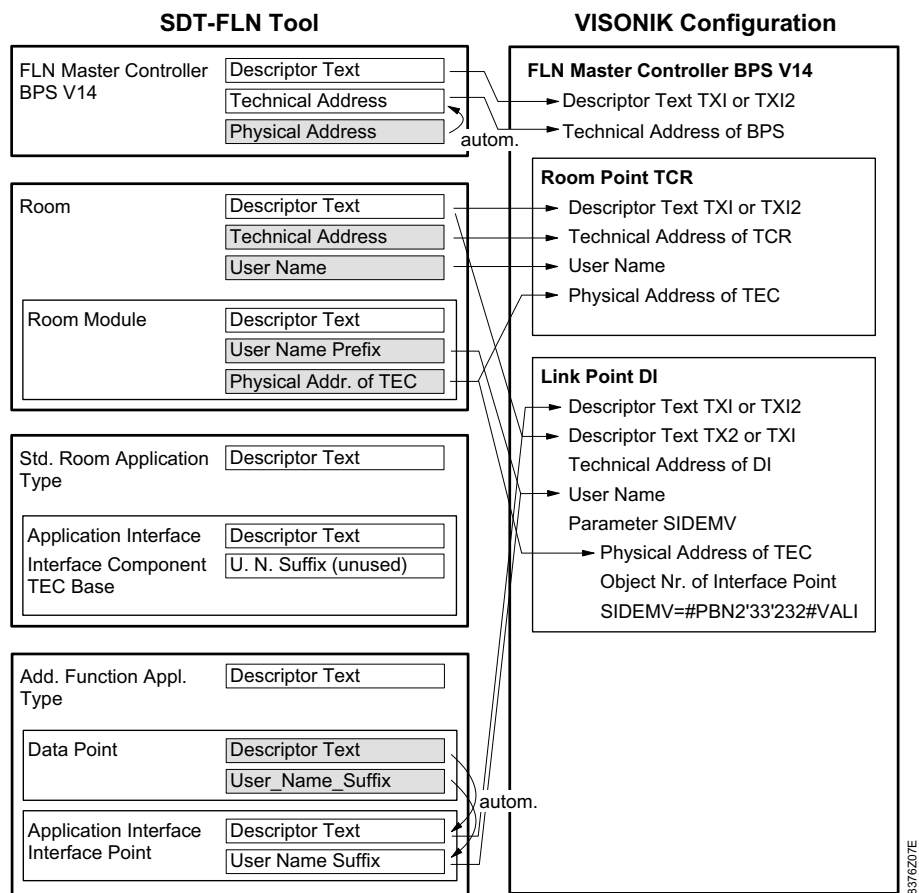 SDT-FLN Tool
VISONIK Configuration
FLN Master Controller
BPS V14
Descriptor Text
Technical Address
Physical Address
autom.
Room
Descriptor Text
Technical Address
User Name
Room Module
Descriptor Text
User Name Prefix
Physical Addr. of TEC
Std. Room Application
Type
Descriptor Text
Application Interface
Descriptor Text
Interface Component
TEC Base
U. N. Suffix (unused)
Add. Function Appl.
Type
Descriptor Text
Data Point
Descriptor Text
User_Name_Suffix
autom.
Application Interface
Interface Point
Descriptor Text
User Name Suffix
FLN Master Controller BPS V14
Descriptor Text TXI or TXI2
Technical Address of BPS
Room Point TCR
Descriptor Text TXI or TXI2
Technical Address of TCR
User Name
Physical Address of TEC
Link Point DI
Descriptor Text TXI or TXI2
Descriptor Text TX2 or TXI
Technical Address of DI
User Name
Parameter SIDEMV
Physical Address of TEC
Object Nr. of Interface Point
SIDEMV=#PBN2'33'232#VALI
8376Z07E